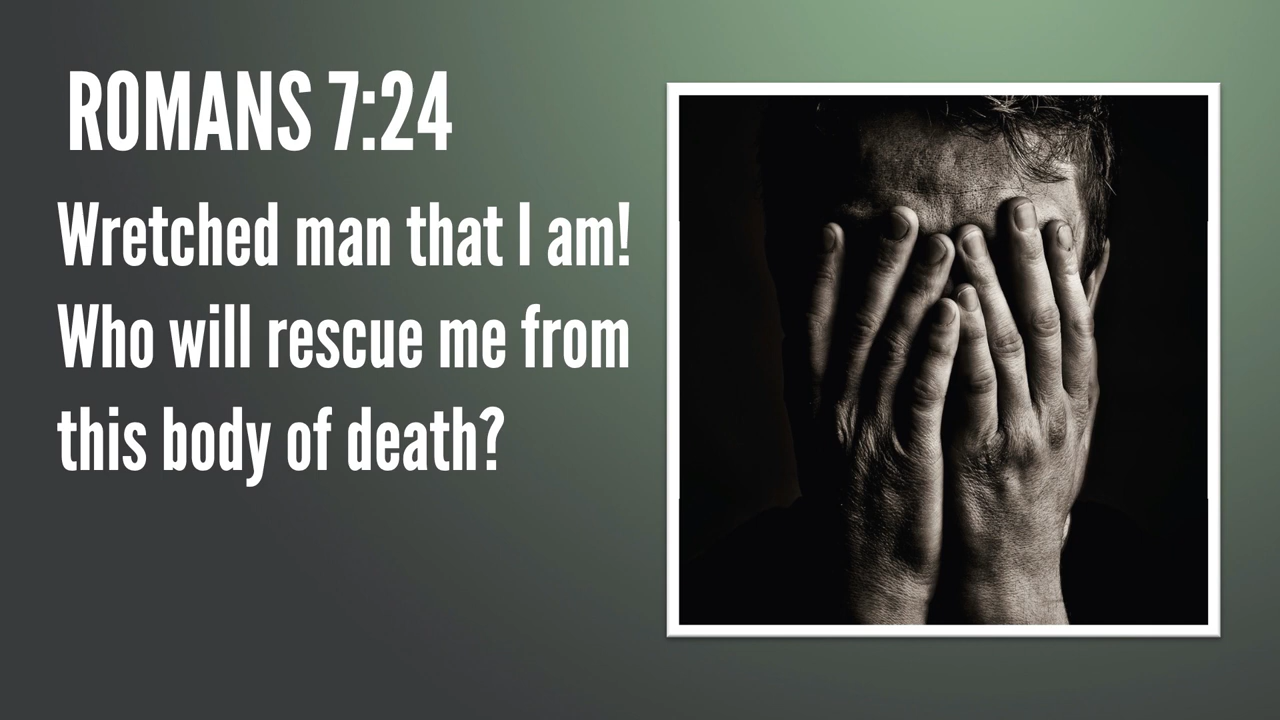 ROMANS 7:24
Wretched man that I am!
Who will rescue me from
this body of death?